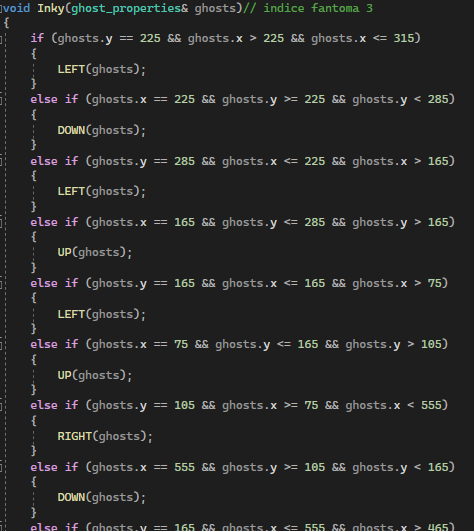 void Inky(ghost_properties& ghosts)// indice fantoma 3
{
if (ghosts.y == 225 && ghosts.x > 225 && ghosts.x <= 315)
{
LEFT(ghosts);
}
else if (ghosts.x == 225 && ghosts.y >= 225 && ghosts.y < 285)
{
DOWN(ghosts);
}
else if (ghosts.y == 285 && ghosts.x <= 225 && ghosts.x > 165)
{
LEFT(ghosts);
}
else if (ghosts.x == 165 && ghosts.y <= 285 && ghosts.y > 165)
{
UP(ghosts);
}
else if (ghosts.y == 165 && ghosts.x <= 165 && ghosts.x > 75)
{
LEFT(ghosts);
}
else if (ghosts.x == 75 && ghosts.y <= 165 && ghosts.y > 105)
{
UP(ghosts);
}
else if (ghosts.y == 105 && ghosts.x >= 75 && ghosts.x < 555)
{
RIGHT(ghosts);
}
else if (ghosts.x == 555 && ghosts.y >= 105 && ghosts.y < 165)
{
DOWN(ghosts);
}
else if (ghosts.y == 165 && ghosts.x <= 555 && ghosts.x > 465)